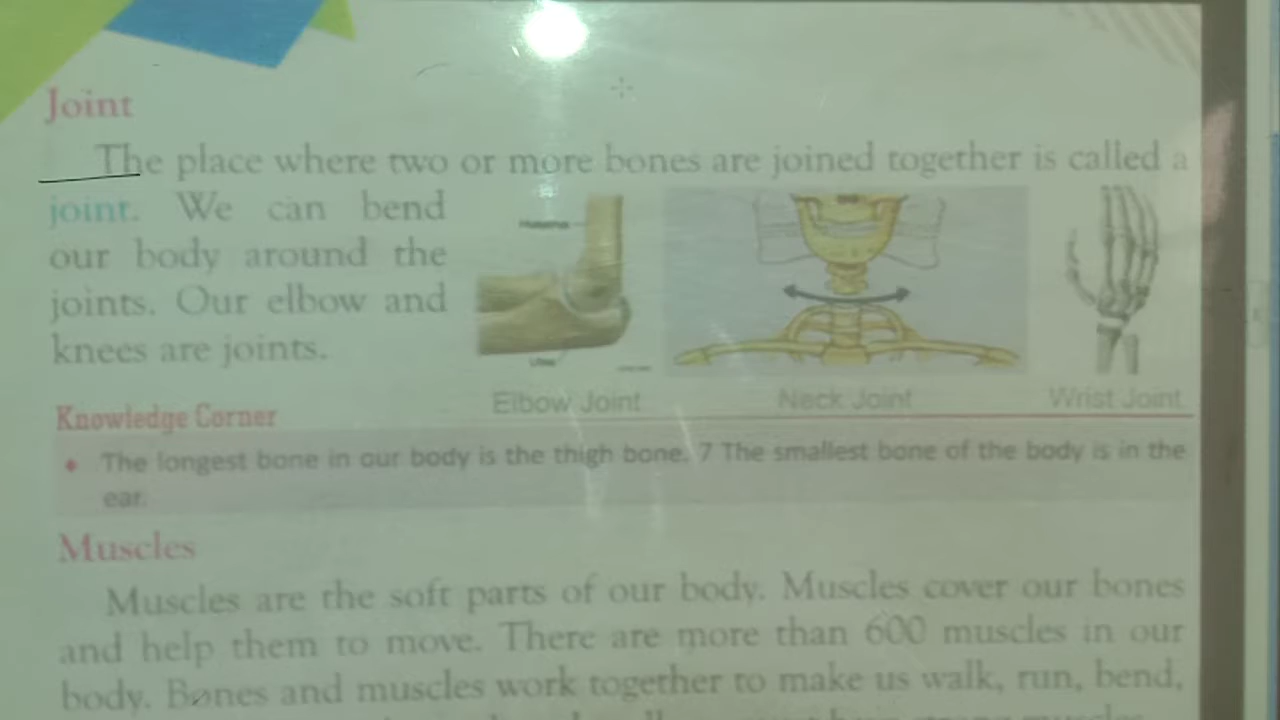 Joint
The place where two or more bones are joined together is called a
joint. We can bend
our body around the
joints. Our elbow and
knees are joints.
Elbow Joint
Neck Joint
Wrist Joint
Knowledge Corner
• The longest bone in our body is the thigh bone. 7 The smallest bone of the body is in the
ear.
Muscles
Muscles are the soft parts of our body. Muscles cover our bones
and help them to move. There are more than 600 muscles in our
body. Bones and muscles work together to make us walk, run, bend,